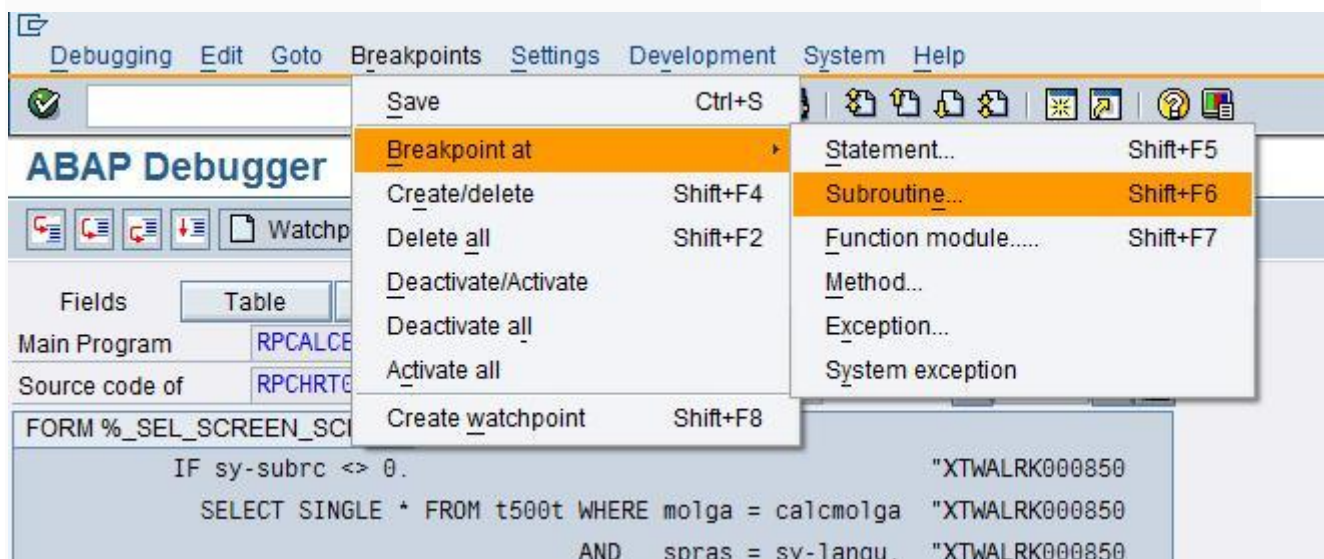 Debugging Edit Goto Breakpoints Settings Development System Help
Save Ctrl+S
Breakpoint at
Create/delete Shift+F4
Delete all Shift+F2
Deactivate/Activate
Deactivate all
Activate all
Create watchpoint Shift+F8
Statement... Shift+F5
Subroutine... Shift+F6
Function module..... Shift+F7
Method...
Exception...
System exception
ABAP Debugger
Watchp
Fields Table
Main Program RPCALCE
Source code of RPCHRT0
FORM %_SEL_SCREEN_SC
IF sy-subrc <> 0. "XTWALRK000850
SELECT SINGLE * FROM t500t WHERE molga = calcmolga "XTWALRK000850
AND spras = sy-langu. "XTWALRK000850